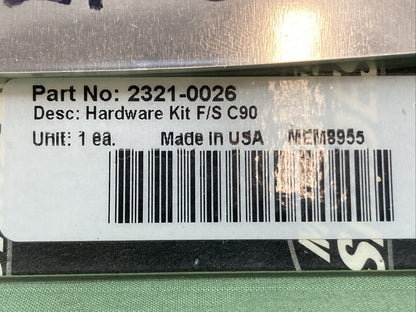 Part No: 2321-0026
Desc: Hardware Kit F/S C90
Unit: 1 ea. Made in USA MEM8955